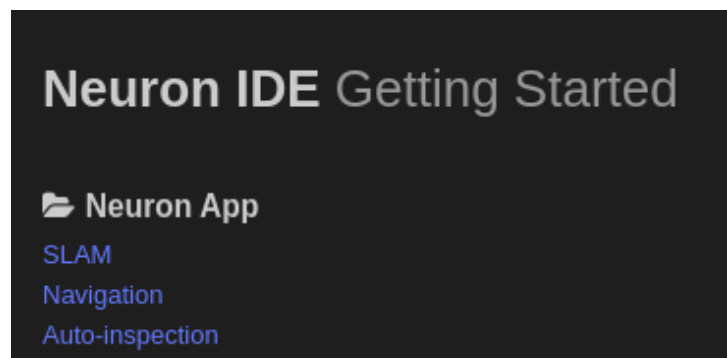 Neuron IDE Getting Started
Neuron App
SLAM
Navigation
Auto-inspection